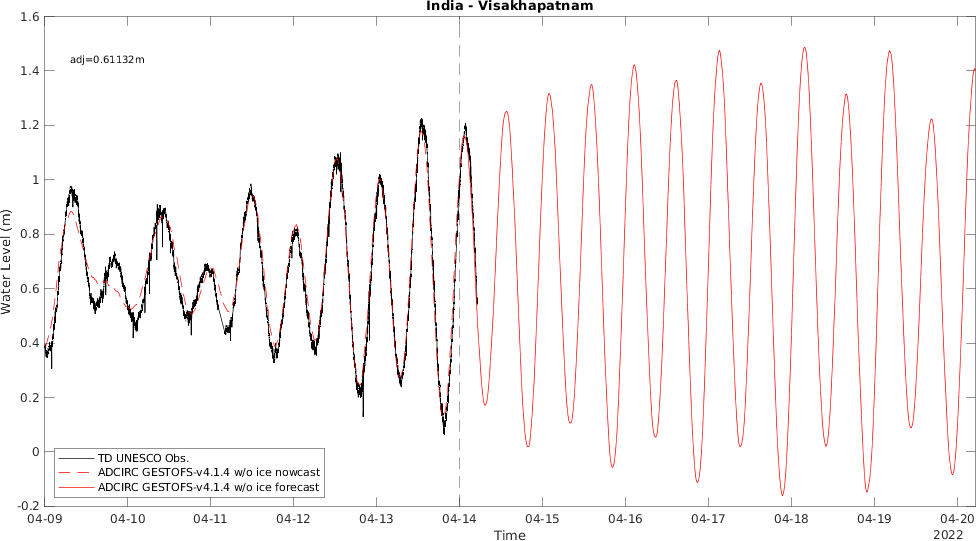 India - Visakhapatnam
adj=0.61132m
Water Level (m)
1.6
1.4
1.2
1
0.8
0.6
0.4
0.2
0
-0.2
TD UNESCO Obs.
ADCIRC GESTOFS-v4.1.4 w/o ice nowcast
ADCIRC GESTOFS-v4.1.4 w/o ice forecast
04-09 04-10 04-11 04-12 04-13 04-14 04-15 04-16 04-17 04-18 04-19 04-20
Time
2022